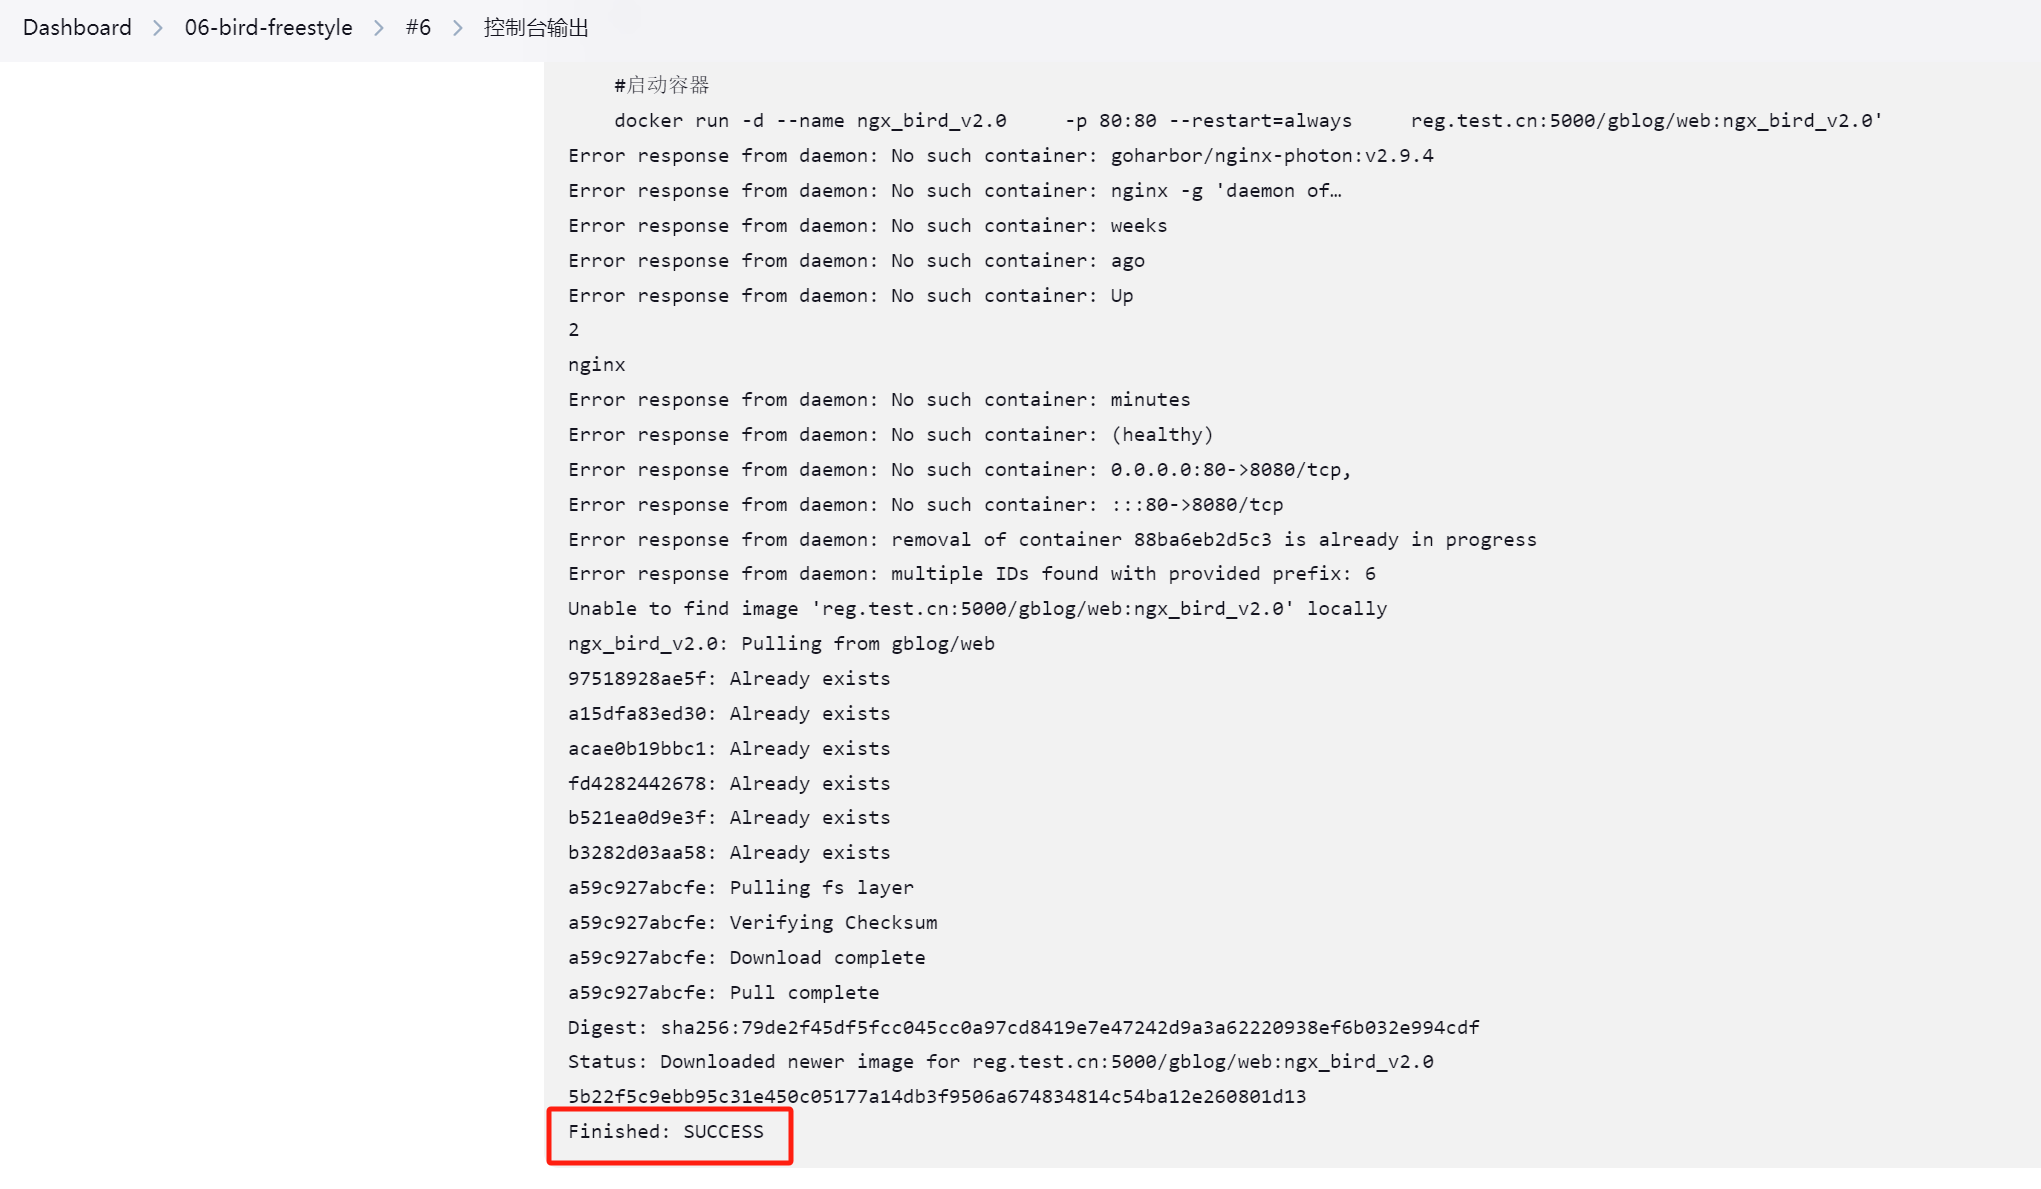 Dashboard > 06-bird-freestyle > #6 > 控制台输出
#启动容器
docker run -d --name ngx_bird_v2.0     -p 80:80 --restart=always     reg.test.cn:5000/gblog/web:ngx_bird_v2.0'
Error response from daemon: No such container: goharbor/nginx-photon:v2.9.4
Error response from daemon: No such container: nginx -g 'daemon of…
Error response from daemon: No such container: weeks
Error response from daemon: No such container: ago
Error response from daemon: No such container: Up
2
nginx
Error response from daemon: No such container: minutes
Error response from daemon: No such container: (healthy)
Error response from daemon: No such container: 0.0.0.0:80->8080/tcp,
Error response from daemon: No such container: :::80->8080/tcp
Error response from daemon: removal of container 88ba6eb2d5c3 is already in progress
Error response from daemon: multiple IDs found with provided prefix: 6
Unable to find image 'reg.test.cn:5000/gblog/web:ngx_bird_v2.0' locally
ngx_bird_v2.0: Pulling from gblog/web
97518928ae5f: Already exists
a15dfa83ed30: Already exists
acae0b19bbc1: Already exists
fd4282442678: Already exists
b521ea0d9e3f: Already exists
b3282d03aa58: Already exists
a59c927abcfe: Pulling fs layer
a59c927abcfe: Verifying Checksum
a59c927abcfe: Download complete
a59c927abcfe: Pull complete
Digest: sha256:79de2f45df5fcc045cc0a97cd8419e7e47242d9a3a62220938ef6b032e994cdf
Status: Downloaded newer image for reg.test.cn:5000/gblog/web:ngx_bird_v2.0
5b22f5c9ebb95c31e450c05177a14db3f9506a674834814c54ba12e260801d13
Finished: SUCCESS